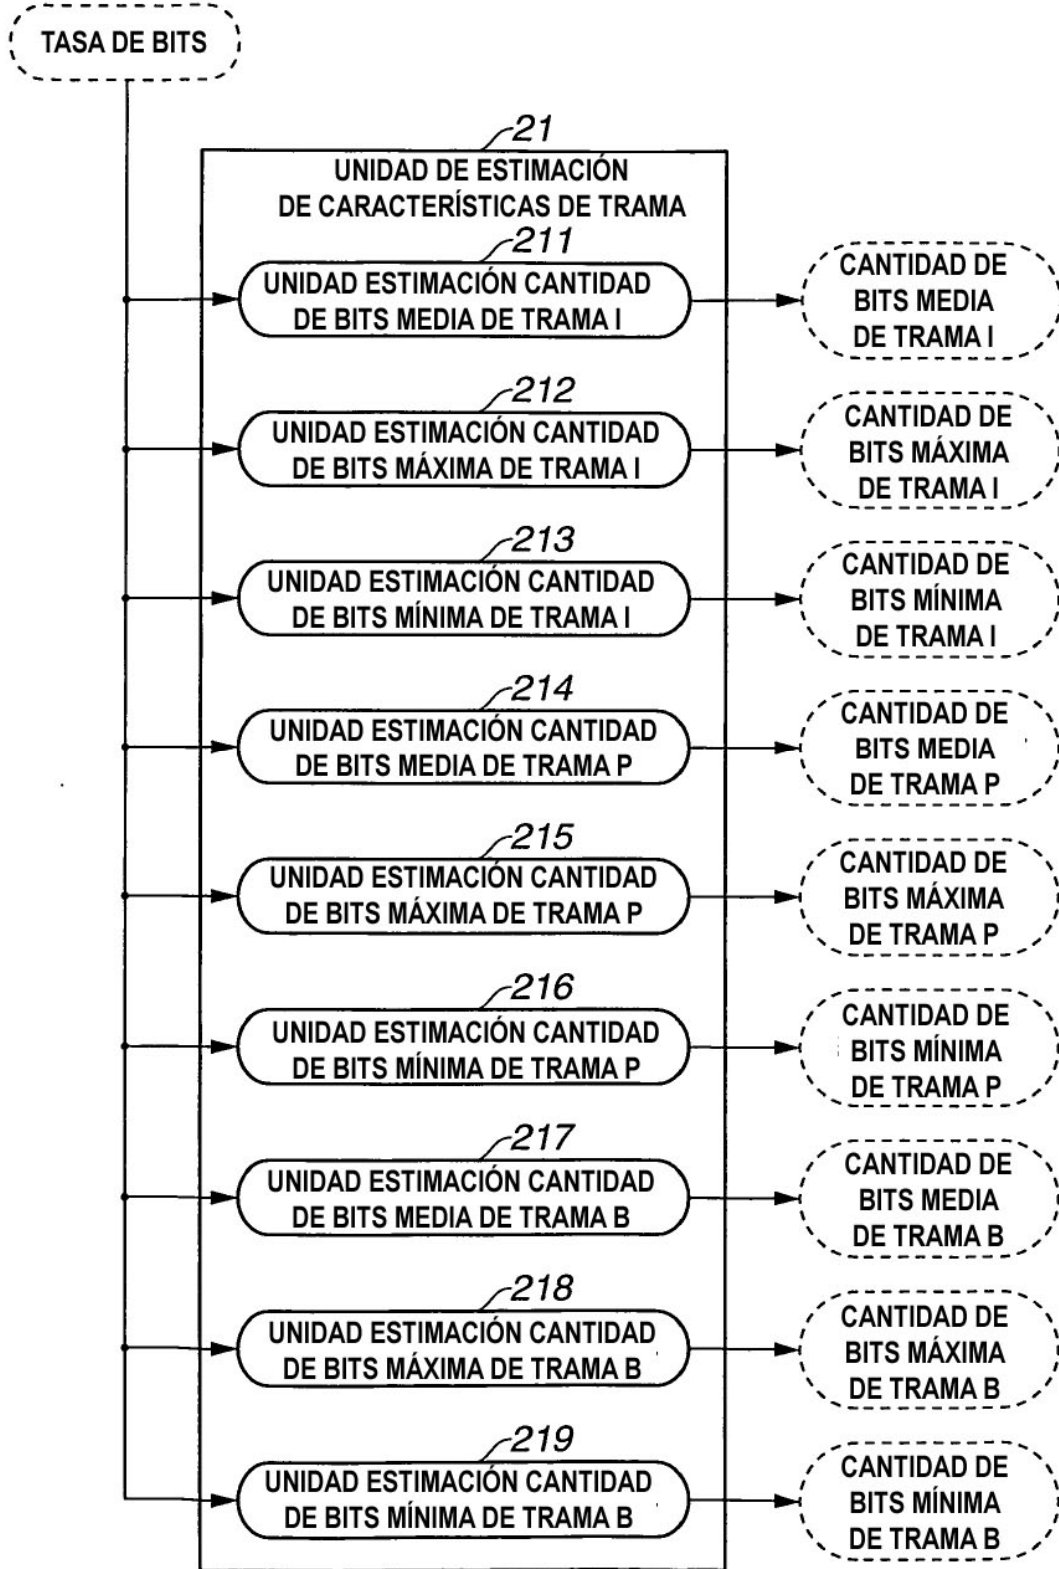 TASA DE BITS
21
UNIDAD DE ESTIMACIÓN
DE CARACTERÍSTICAS DE TRAMA
211
UNIDAD ESTIMACIÓN CANTIDAD
DE BITS MEDIA DE TRAMA I
CANTIDAD DE
BITS MEDIA
DE TRAMA I
212
UNIDAD ESTIMACIÓN CANTIDAD
DE BITS MÁXIMA DE TRAMA I
CANTIDAD DE
BITS MÁXIMA
DE TRAMA I
213
UNIDAD ESTIMACIÓN CANTIDAD
DE BITS MÍNIMA DE TRAMA I
CANTIDAD DE
BITS MÍNIMA
DE TRAMA I
214
UNIDAD ESTIMACIÓN CANTIDAD
DE BITS MEDIA DE TRAMA P
CANTIDAD DE
BITS MEDIA
DE TRAMA P
215
UNIDAD ESTIMACIÓN CANTIDAD
DE BITS MÁXIMA DE TRAMA P
CANTIDAD DE
BITS MÁXIMA
DE TRAMA P
216
UNIDAD ESTIMACIÓN CANTIDAD
DE BITS MÍNIMA DE TRAMA P
CANTIDAD DE
BITS MÍNIMA
DE TRAMA P
217
UNIDAD ESTIMACIÓN CANTIDAD
DE BITS MEDIA DE TRAMA B
CANTIDAD DE
BITS MEDIA
DE TRAMA B
218
UNIDAD ESTIMACIÓN CANTIDAD
DE BITS MÁXIMA DE TRAMA B
CANTIDAD DE
BITS MÁXIMA
DE TRAMA B
219
UNIDAD ESTIMACIÓN CANTIDAD
DE BITS MÍNIMA DE TRAMA B
CANTIDAD DE
BITS MÍNIMA
DE TRAMA B